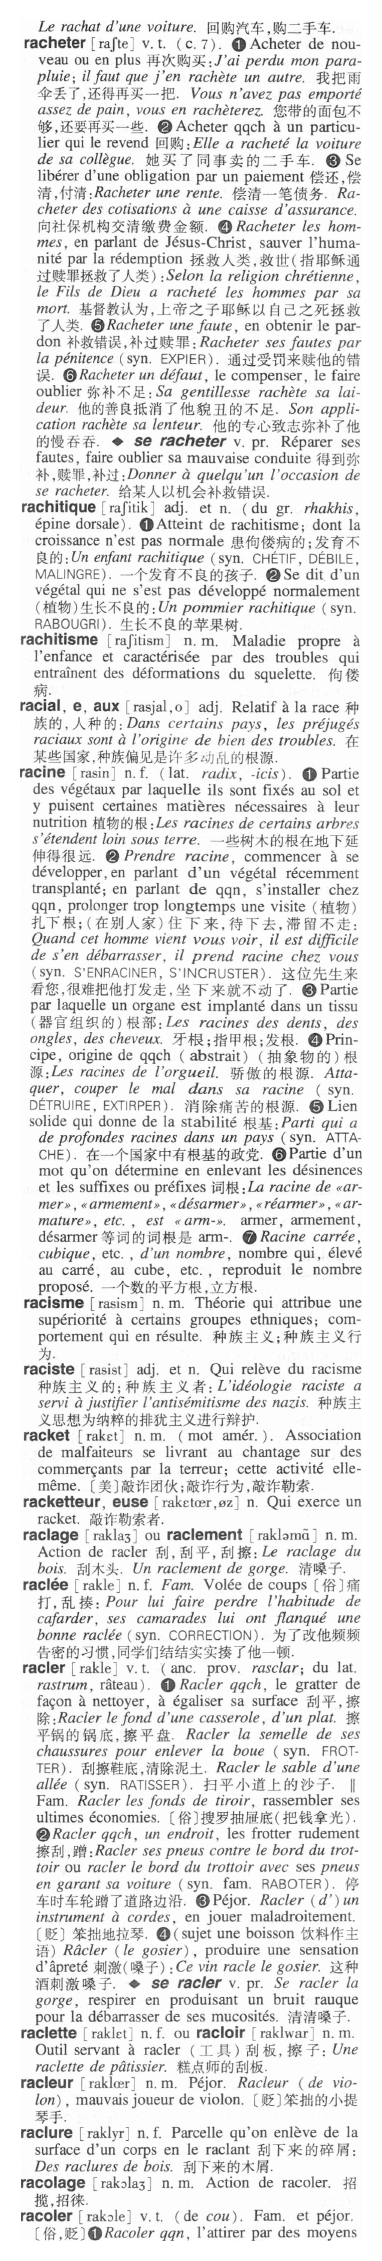 Le rachat d'une voiture. 回购汽车,购二手车.
racheter [raʃte] v. t. (c. 7). ❶ Acheter de nou-
veau ou en plus 再次购买:J'ai perdu mon para-
pluie; il faut que j'en rachète un autre. 我把雨
伞丢了,还得再买一把. Vous n'avez pas emporté
assez de pain, vous en rachèterez. 您带的面包不
够,还要再买一些. ❷ Acheter qqch à un particu-
lier qui le revend 回购:Elle a racheté la voiture
de sa collègue. 她买了同事卖的二手车. ❸ Se
libérer d'une obligation par un paiement 偿还,偿
清,付清:Racheter une rente. 偿清一笔债务. Ra-
cheter des cotisations à une caisse d'assurance.
向社保机构交清缴费金额. ❹ Racheter les hom-
mes, en parlant de Jésus-Christ, sauver l'huma-
nité par la rédemption 拯救人类,救世(指耶稣通
过赎罪拯救了人类):Selon la religion chrétienne,
le Fils de Dieu a racheté les hommes par sa
mort. 基督教认为,上帝之子耶稣以自己之死拯救
了人类. ❺ Racheter une faute, en obtenir le par-
don 补救错误,补过赎罪:Racheter ses fautes par
la pénitence (syn. EXPIER). 通过受罚来赎他的错
误. ❻ Racheter un défaut, le compenser, le faire
oublier 弥补不足:Sa gentillesse rachète sa lai-
deur. 他的善良抵消了他貌丑的不足. Son appli-
cation rachète sa lenteur. 他的专心致志弥补了他
的慢吞吞. ◆ se racheter v. pr. Réparer ses
fautes, faire oublier sa mauvaise conduite 得到弥
补,赎罪,补过:Donner à quelqu'un l'occasion de
se racheter. 给某人以机会补救错误.
rachitique [raʃitik] adj. et n. (du gr. rhakhis,
épine dorsale). ❶ Atteint de rachitisme; dont la
croissance n'est pas normale 患佝偻病的;发育不
良的:Un enfant rachitique (syn. CHÉTIF, DÉBILE,
MALINGRE). 一个发育不良的孩子. ❷ Se dit d'un
végétal qui ne s'est pas développé normalement
(植物)生长不良的:Un pommier rachitique (syn.
RABOUGRI). 生长不良的苹果树.
rachitisme [raʃitism] n. m. Maladie propre à
l'enfance et caractérisée par des troubles qui
entraînent des déformations du squelette. 佝偻
病.
racial, e, aux [rasjal,o] adj. Relatif à la race 种
族的,人种的:Dans certains pays, les préjugés
raciaux sont à l'origine de bien des troubles. 在
某些国家,种族偏见是许多动乱的根源.
racine [rasin] n. f. (lat. radix, -icis). ❶ Partie
des végétaux par laquelle ils sont fixés au sol et
y puisent certaines matières nécessaires à leur
nutrition 植物的根:Les racines de certains arbres
s'étendent loin sous terre. 一些树木的根在地下延
伸得很远. ❷ Prendre racine, commencer à se
développer, en parlant d'un végétal récemment
transplanté; en parlant de qqn, s'installer chez
qqn, prolonger trop longtemps une visite (植物)
扎下根;(在别人家)住下来,待下去,滞留不走:
Quand cet homme vient vous voir, il est difficile
de s'en débarrasser, il prend racine chez vous
(syn. S'ENRACINER, S'INCRUSTER). 这位先生来
看您,很难把他打发走,坐下来就不动了. ❸ Partie
par laquelle un organe est implanté dans un tissu
(器官组织的)根部:Les racines des dents, des
ongles, des cheveux. 牙根;指甲根;发根. ❹ Prin-
cipe, origine de qqch (abstrait) (抽象物的)根
源:Les racines de l'orgueil. 骄傲的根源. Atta-
quer, couper le mal dans sa racine (syn.
DÉTRUIRE, EXTIRPER). 消除痛苦的根源. ❺ Lien
solide qui donne de la stabilité 根基:Parti qui a
de profondes racines dans un pays (syn. ATTA-
CHE). 在一个国家中有根基的政党. ❻ Partie d'un
mot qu'on détermine en enlevant les désinences
et les suffixes ou préfixes 词根:La racine de «ar-
mer», «armement», «désarmer», «réarmer», «ar-
mature», etc., est «arm-». armer, armement,
désarmer 等词的词根是 arm-. ❼ Racine carrée,
cubique, etc., d'un nombre, nombre qui, élevé
au carré, au cube, etc., reproduit le nombre
proposé. 一个数的平方根,立方根.
racisme [rasism] n. m. Théorie qui attribue une
supériorité à certains groupes ethniques; com-
portement qui en résulte. 种族主义;种族主义行
为.
raciste [rasist] adj. et n. Qui relève du racisme
种族主义的;种族主义者:L'idéologie raciste a
servi à justifier l'antisémitisme des nazis. 种族主
义思想为纳粹的排犹主义进行辩护.
racket [rakɛt] n. m. (mot amér.). Association
de malfaiteurs se livrant au chantage sur des
commerçants par la terreur; cette activité elle-
même. 〔美〕敲诈团伙;敲诈行为,敲诈勒索.
racketteur, euse [rakɛtœr,øz] n. Qui exerce un
racket. 敲诈勒索者.
raclage [raklaʒ] ou raclement [rakləmɑ̃] n. m.
Action de racler 刮,刮平,刮擦:Le raclage du
bois. 刮木头. Un raclement de gorge. 清嗓子.
raclée [rakle] n. f. Fam. Volée de coups〔俗〕痛
打,乱揍:Pour lui faire perdre l'habitude de
cafarder, ses camarades lui ont flanqué une
bonne raclée (syn. CORRECTION). 为了改他频频
告密的习惯,同学们结结实实揍了他一顿.
racler [rakle] v. t. (anc. prov. rasclar; du lat.
rastrum, râteau). ❶ Racler qqch, le gratter de
façon à nettoyer, à égaliser sa surface 刮平,擦
除:Racler le fond d'une casserole, d'un plat. 擦
平锅的锅底,擦平盘. Racler la semelle de ses
chaussures pour enlever la boue (syn. FROT-
TER). 刮擦鞋底,清除泥土. Racler le sable d'une
allée (syn. RATISSER). 扫平小道上的沙子. ‖
Fam. Racler les fonds de tiroir, rassembler ses
ultimes économies. 〔俗〕搜罗抽屉底(把钱拿光).
❷ Racler qqch, un endroit, les frotter rudement
擦刮,蹭:Racler ses pneus contre le bord du trot-
toir ou racler le bord du trottoir avec ses pneus
en garant sa voiture (syn. fam. RABOTER). 停
车时车轮蹭了道路边沿. ❸ Péjor. Racler (d') un
instrument à cordes, en jouer maladroitement.
〔贬〕笨拙地拉琴. ❹ (sujet une boisson 饮料作主
语) Râcler (le gosier), produire une sensation
d'âpreté 刺激(嗓子):Ce vin racle le gosier. 这种
酒刺激嗓子. ◆ se racler v. pr. Se racler la
gorge, respirer en produisant un bruit rauque
pour la débarrasser de ses mucosités. 清清嗓子.
raclette [raklɛt] n. f. ou racloir [raklwar] n. m.
Outil servant à racler (工具)刮板,擦子:Une
raclette de pâtissier. 糕点师的刮板.
racleur [raklœr] n. m. Péjor. Racleur (de vio-
lon), mauvais joueur de violon. 〔贬〕笨拙的小提
琴手.
raclure [raklyr] n. f. Parcelle qu'on enlève de la
surface d'un corps en le raclant 刮下来的碎屑:
Des raclures de bois. 刮下来的木屑.
racolage [rakɔlaʒ] n. m. Action de racoler. 招
揽,招徕.
racoler [rakɔle] v. t. (de cou). Fam. et péjor.
〔俗,贬〕❶ Racoler qqn, l'attirer par des moyens